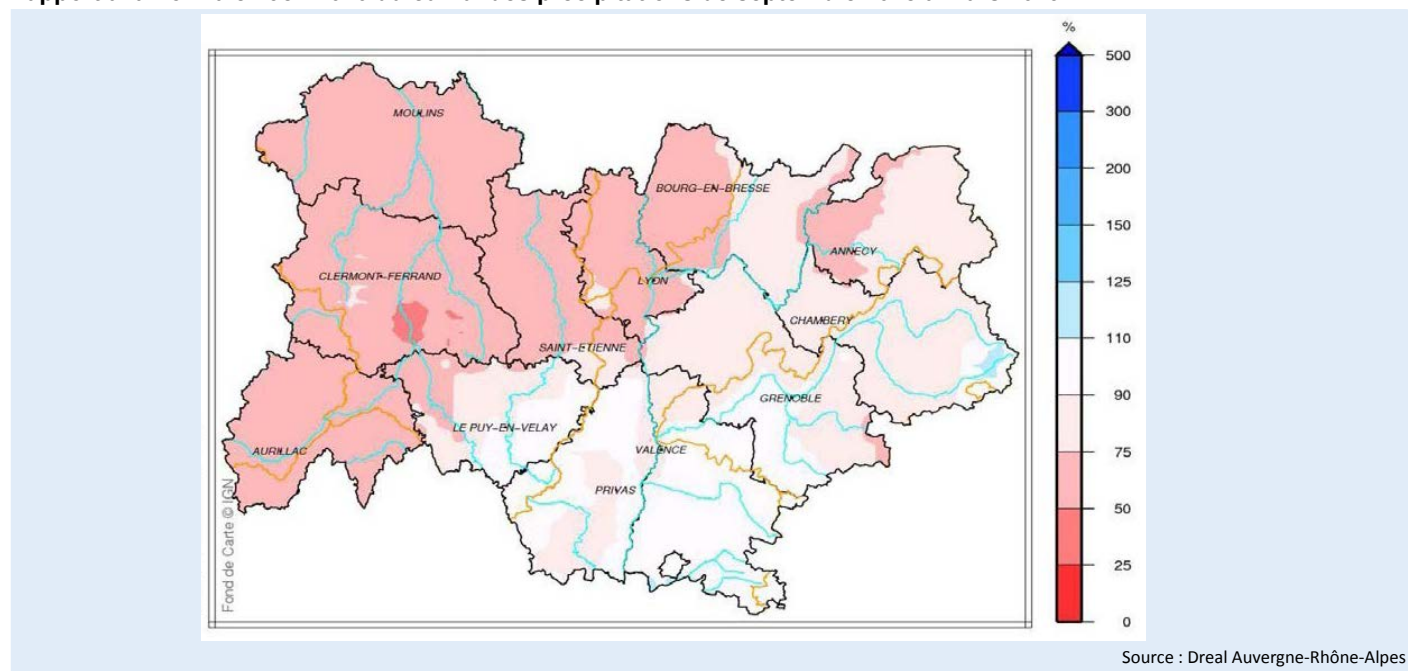 %
500
300
200
150
125
110
90
75
50
25
0
MOULINS
BOURG-EN-BRESSE
ANNECY
CLERMONT-FERRAND
LYON
CHAMBERY
SAINT-ETIENNE
GRENOBLE
LE PUY-EN-VELAY
AURILLAC
VALENCE
PRIVAS
Fond de Carte © IGN
Source : Dreal Auvergne-Rhône-Alpes